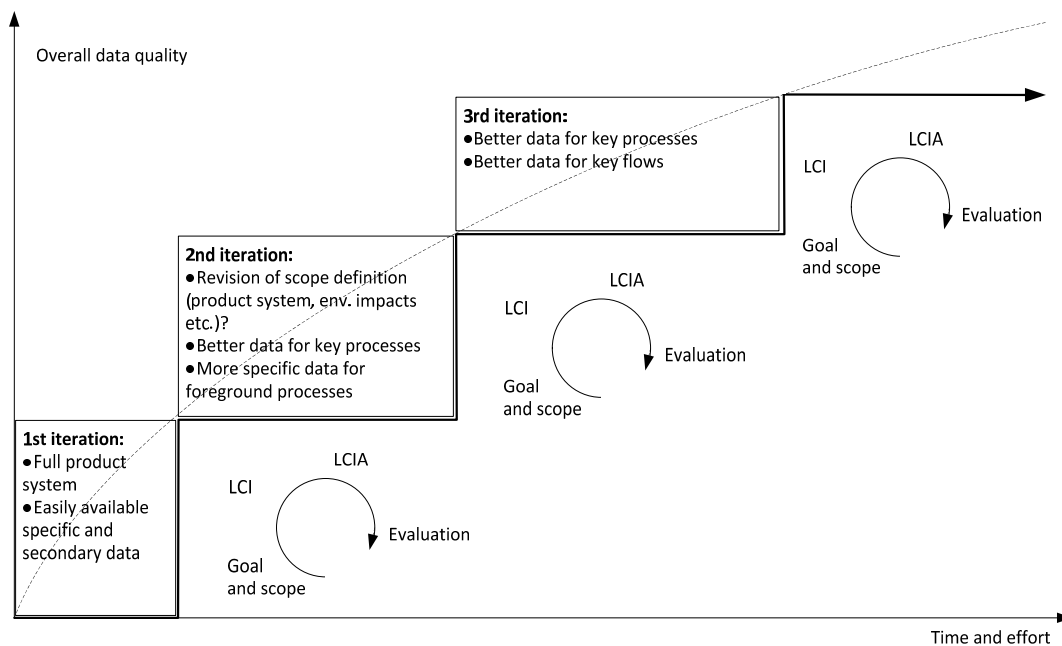 Overall data quality
3rd iteration:
●Better data for key processes
●Better data for key flows
LCIA
LCI
Evaluation
Goal
and scope
2nd iteration:
●Revision of scope definition
(product system, env. impacts
etc.)?
●Better data for key processes
●More specific data for
foreground processes
LCIA
LCI
Evaluation
Goal
and scope
1st iteration:
●Full product
system
●Easily available
specific and
secondary data
LCIA
LCI
Evaluation
Goal
and scope
Time and effort